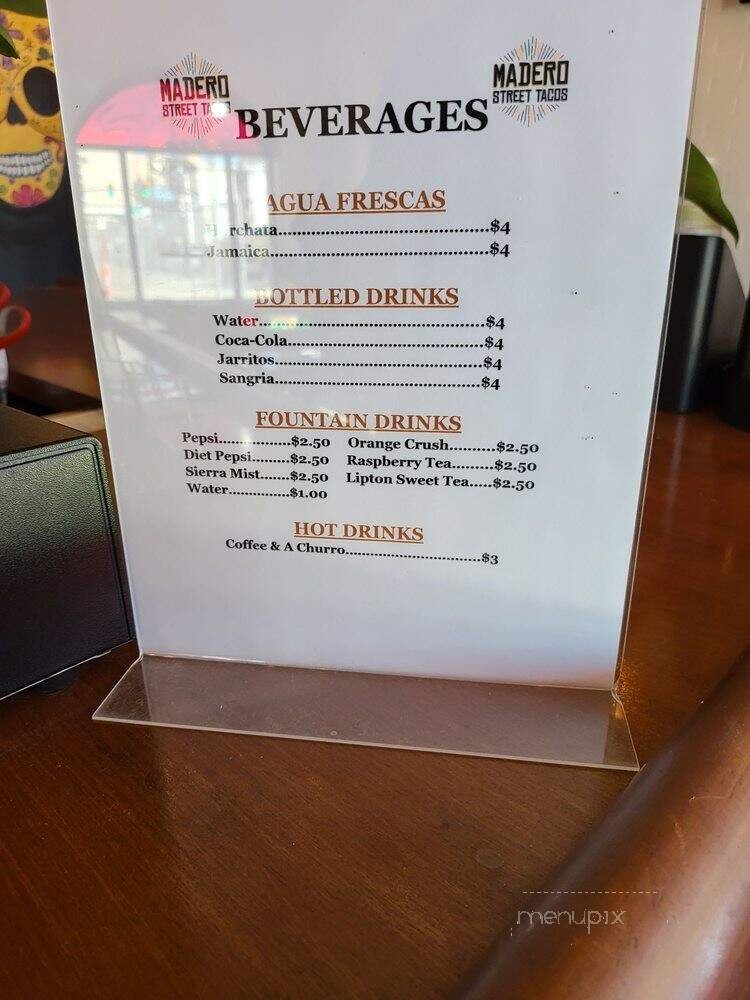 MADERO
STREET TACOS
MADERO
STREET TACOS
BEVERAGES
AGUA FRESCAS
Horchata..................................................$4
Jamaica....................................................$4
BOTTLED DRINKS
Water......................................................$4
Coca-Cola................................................$4
Jarritos...................................................$4
Sangria...................................................$4
FOUNTAIN DRINKS
Pepsi.................$2.50
Diet Pepsi.........$2.50
Sierra Mist.......$2.50
Water...............$1.00
Orange Crush...........$2.50
Raspberry Tea..........$2.50
Lipton Sweet Tea.....$2.50
HOT DRINKS
Coffee & A Churro.................................$3
menupix